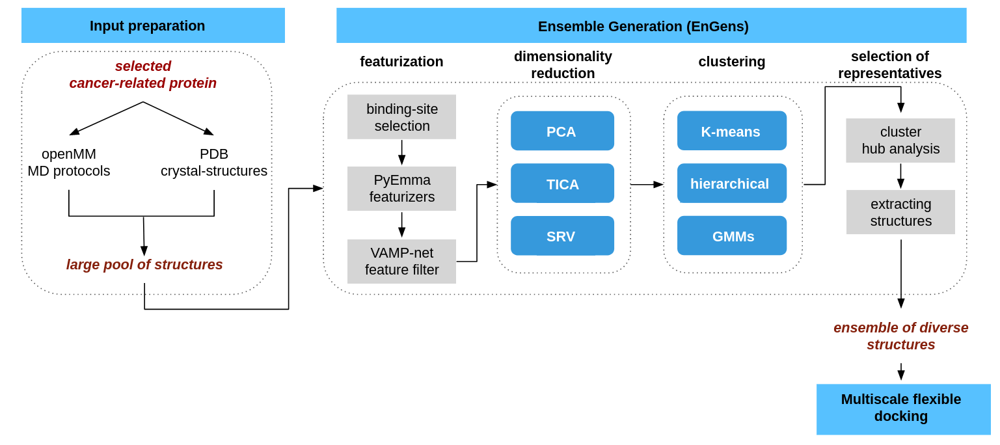 Input preparation
selected
cancer-related protein
openMM
MD protocols
PDB
crystal-structures
large pool of structures
Ensemble Generation (EnGens)
featurization
binding-site
selection
PyEmma
featurizers
VAMP-net
feature filter
dimensionality
reduction
PCA
TICA
SRV
clustering
K-means
hierarchical
GMMs
selection of
representatives
cluster
hub analysis
extracting
structures
ensemble of diverse
structures
Multiscale flexible
docking